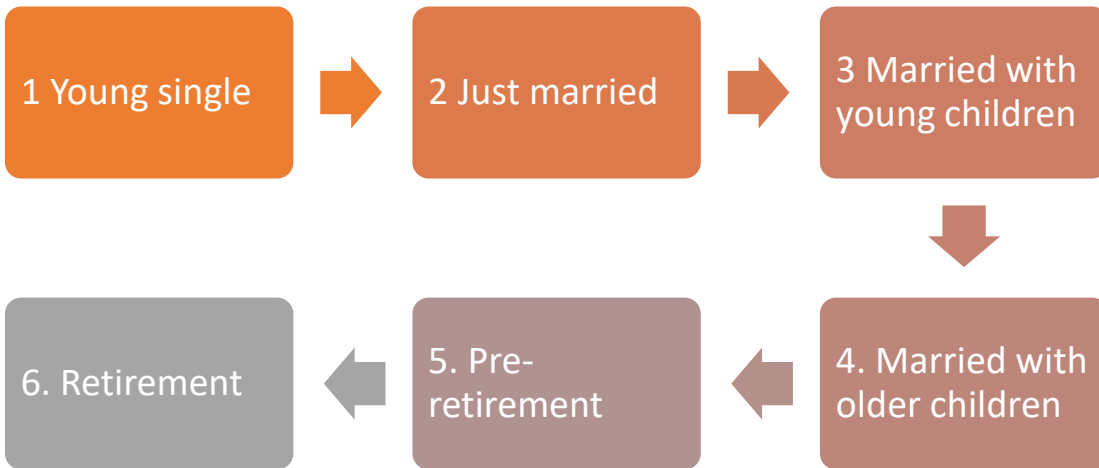 1 Young single
2 Just married
3 Married with
young children
4. Married with
older children
5. Pre-
retirement
6. Retirement